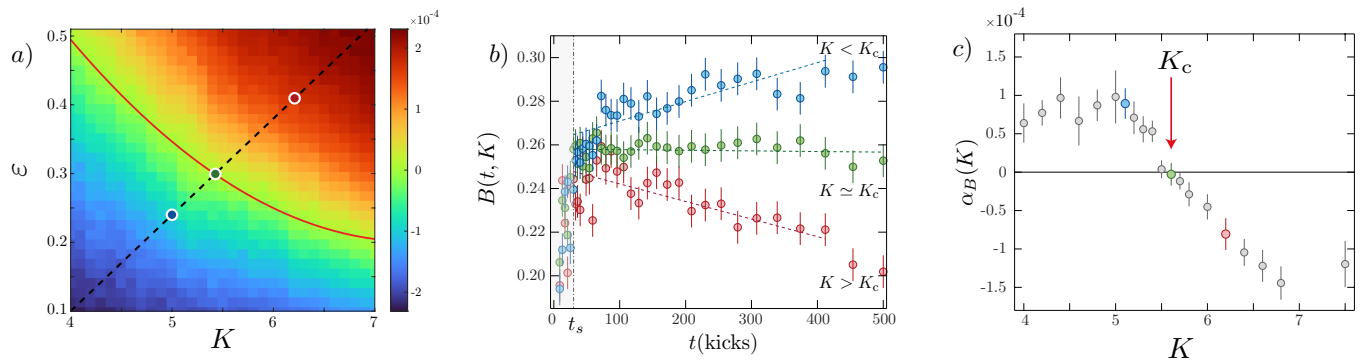 a)
ε
0.5
0.4
0.3
0.2
0.1
4
5
6
7
K
×10⁻⁴
2
1
0
-1
-2
b)
B(t, K)
0.30
0.28
0.26
0.24
0.22
0.20
K < K_c
K ≃ K_c
K > K_c
0
t_s
100
200
300
400
500
t(kicks)
c)
×10⁻⁴
α_B(K)
1
0.5
0
-0.5
-1
-1.5
K_c
4
5
6
7
K